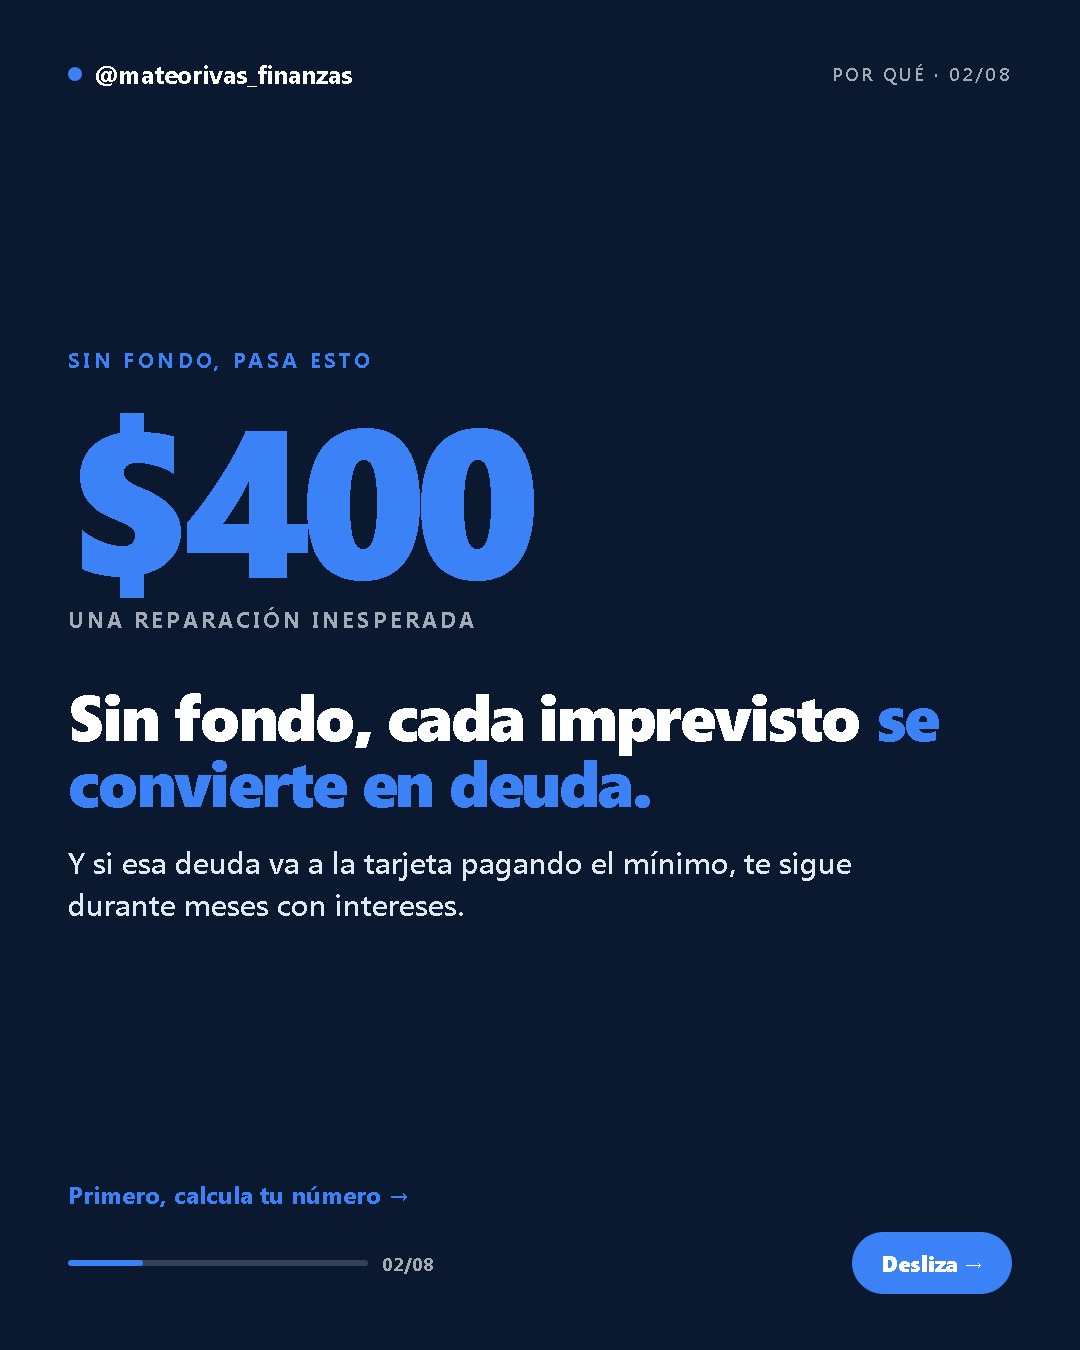 @mateorivas_finanzas
POR QUÉ · 02/08
SIN FONDO, PASA ESTO
$400
UNA REPARACIÓN INESPERADA
Sin fondo, cada imprevisto se
convierte en deuda.
Y si esa deuda va a la tarjeta pagando el mínimo, te sigue
durante meses con intereses.
Primero, calcula tu número →
02/08
Desliza →